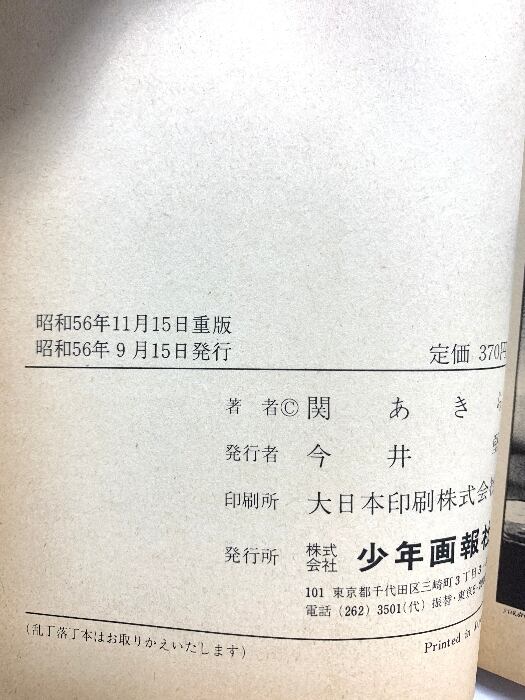 昭和56年11月15日重版
昭和56年9月15日発行
定価 370円
著者©関あき
発行者 今井
印刷所 大日本印刷株式会社
発行所 株式会社 少年画報社
101 東京都千代田区三崎町3丁目3
電話(262)3501(代)振替・東京
(乱丁落丁本はお取りかえいたします)
Printed in